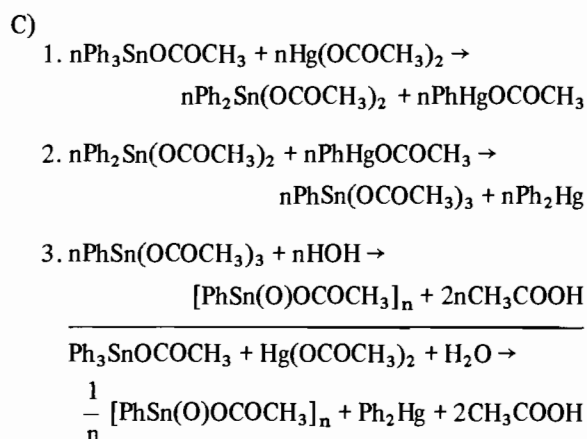 C)
1. nPh₃SnOCOCH₃ + nHg(OCOCH₃)₂ →
nPh₂Sn(OCOCH₃)₂ + nPhHgOCOCH₃
2. nPh₂Sn(OCOCH₃)₂ + nPhHgOCOCH₃ →
nPhSn(OCOCH₃)₃ + nPh₂Hg
3. nPhSn(OCOCH₃)₃ + nHOH →
[PhSn(O)OCOCH₃]ₙ + 2nCH₃COOH
Ph₃SnOCOCH₃ + Hg(OCOCH₃)₂ + H₂O →
1/n [PhSn(O)OCOCH₃]ₙ + Ph₂Hg + 2CH₃COOH